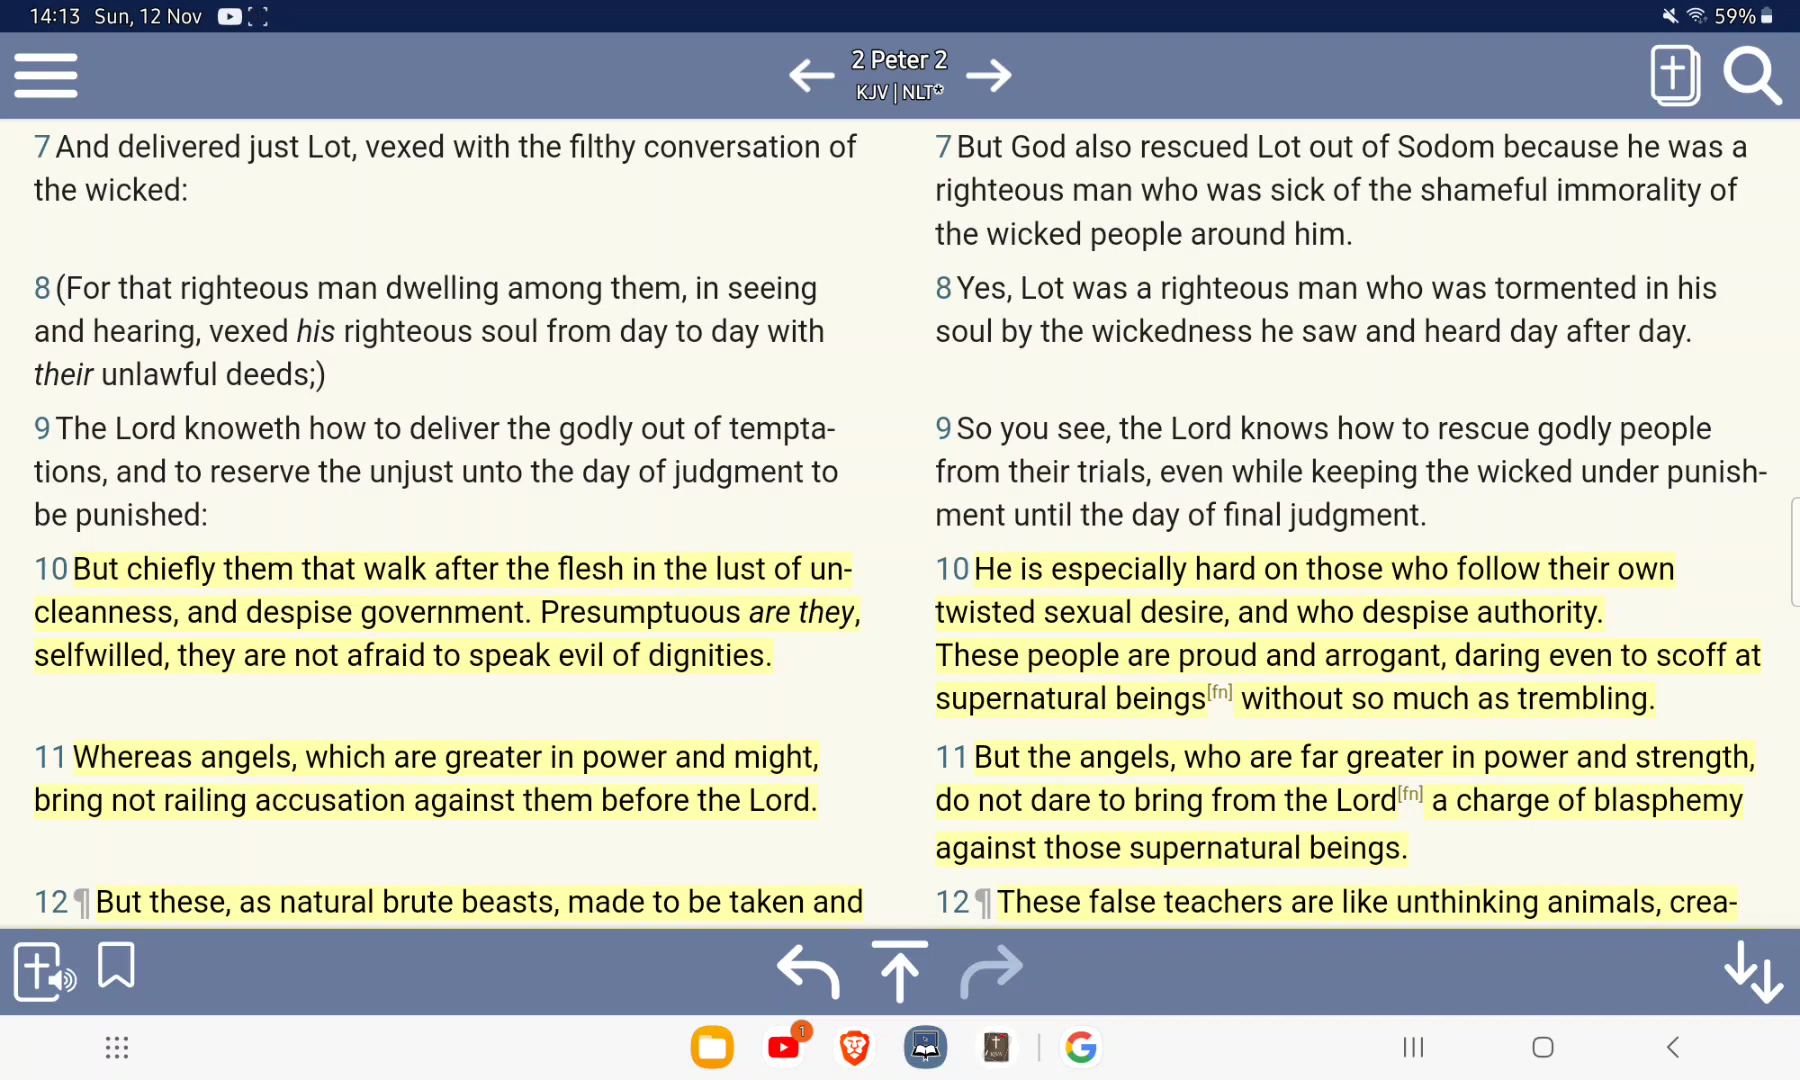 14:13 Sun, 12 Nov
59%
2 Peter 2
KJV | NLT*
7 And delivered just Lot, vexed with the filthy conversation of
the wicked:
8 (For that righteous man dwelling among them, in seeing
and hearing, vexed his righteous soul from day to day with
their unlawful deeds;)
9 The Lord knoweth how to deliver the godly out of tempta-
tions, and to reserve the unjust unto the day of judgment to
be punished:
10 But chiefly them that walk after the flesh in the lust of un-
cleanness, and despise government. Presumptuous are they,
selfwilled, they are not afraid to speak evil of dignities.
11 Whereas angels, which are greater in power and might,
bring not railing accusation against them before the Lord.
12 ¶ But these, as natural brute beasts, made to be taken and
7 But God also rescued Lot out of Sodom because he was a
righteous man who was sick of the shameful immorality of
the wicked people around him.
8 Yes, Lot was a righteous man who was tormented in his
soul by the wickedness he saw and heard day after day.
9 So you see, the Lord knows how to rescue godly people
from their trials, even while keeping the wicked under punish-
ment until the day of final judgment.
10 He is especially hard on those who follow their own
twisted sexual desire, and who despise authority.
These people are proud and arrogant, daring even to scoff at
supernatural beings[fn] without so much as trembling.
11 But the angels, who are far greater in power and strength,
do not dare to bring from the Lord[fn] a charge of blasphemy
against those supernatural beings.
12 ¶ These false teachers are like unthinking animals, crea-
1